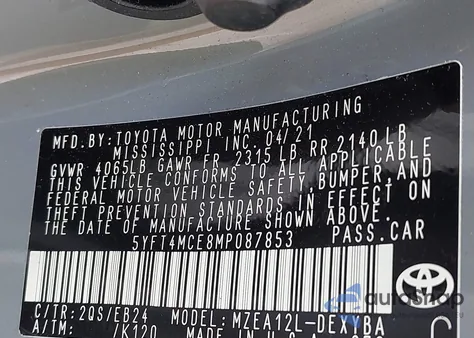 MFD.BY:TOYOTA MOTOR MANUFACTURING
MISSISSIPPI INC. 04/21
GVWR 4065LB GAWR FR 2315 LB RR 2140 LB
THIS VEHICLE CONFORMS TO ALL APPLICABLE
FEDERAL MOTOR VEHICLE SAFETY, BUMPER, AND
THEFT PREVENTION STANDARDS IN EFFECT ON
THE DATE OF MANUFACTURE SHOWN ABOVE.
5YFT4MCE8MP087853 PASS.CAR
C/TR:2QS/EB24 MODEL:MZEA12L-DEXYBA
A/TM: /K120
autoshop